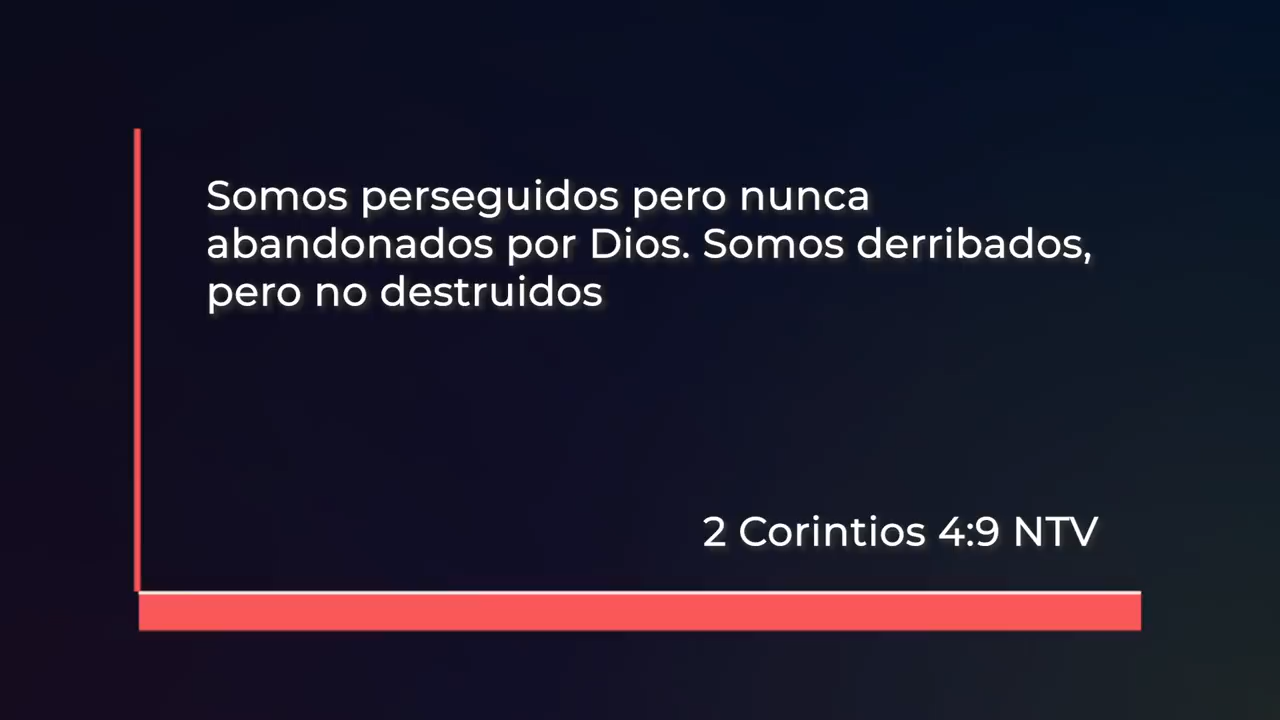 Somos perseguidos pero nunca
abandonados por Dios. Somos derribados,
pero no destruidos
2 Corintios 4:9 NTV